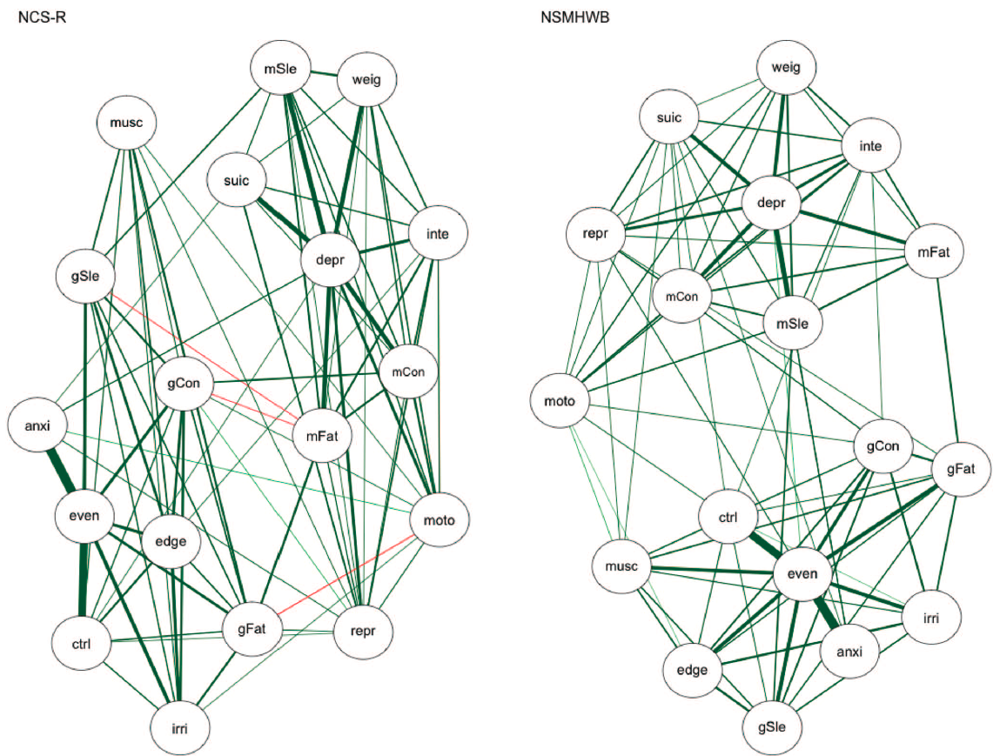 NCS-R
NSMHWB
mSle
weig
musc
suic
inte
depr
gSle
mCon
gCon
anxi
mFat
even
edge
moto
ctrl
gFat
repr
irri
weig
suic
inte
depr
repr
mFat
mCon
mSle
moto
gCon
gFat
ctrl
musc
even
irri
anxi
edge
gSle